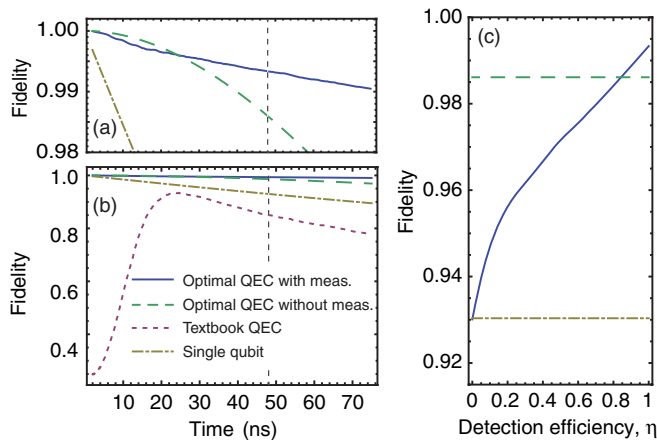 1.00
0.99
0.98
Fidelity
(a)
1.0
0.8
0.6
0.4
Fidelity
(b)
Optimal QEC with meas.
Optimal QEC without meas.
Textbook QEC
Single qubit
10 20 30 40 50 60 70
Time (ns)
(c)
1.00
0.98
0.96
0.94
0.92
Fidelity
0 0.2 0.4 0.6 0.8 1
Detection efficiency, η